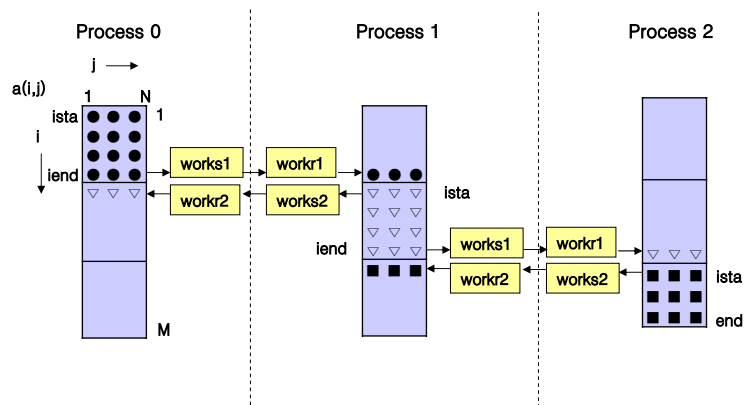 Process 0
Process 1
Process 2
j
a(i,j)
1
N
ista
1
i
iend
works1
workr1
workr2
works2
ista
iend
works1
workr1
workr2
works2
ista
end
M